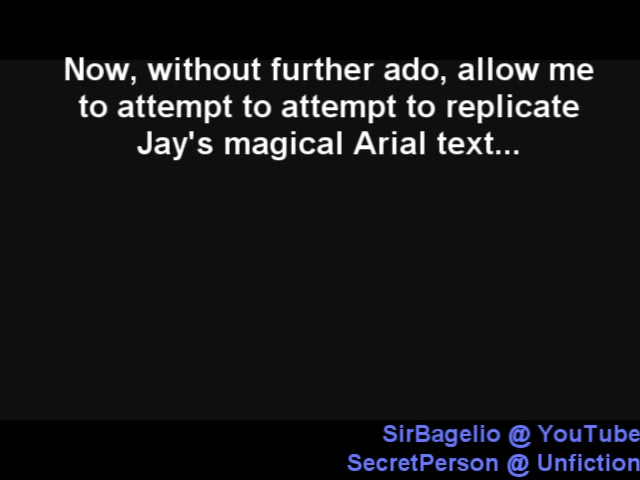 Now, without further ado, allow me
to attempt to attempt to replicate
Jay's magical Arial text...
SirBagelio @ YouTube
SecretPerson @ Unfiction